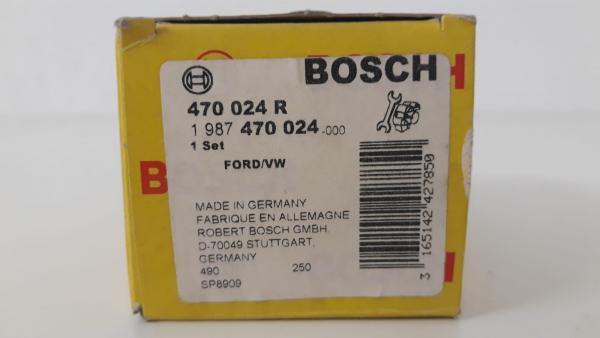 BOSCH
470 024 R
1 987 470 024-000
1 Set
FORD/VW
MADE IN GERMANY
FABRIQUE EN ALLEMAGNE
ROBERT BOSCH GMBH.
D-70049 STUTTGART,
GERMANY
490 250
SP8909
3 165142 427850
BOSCH